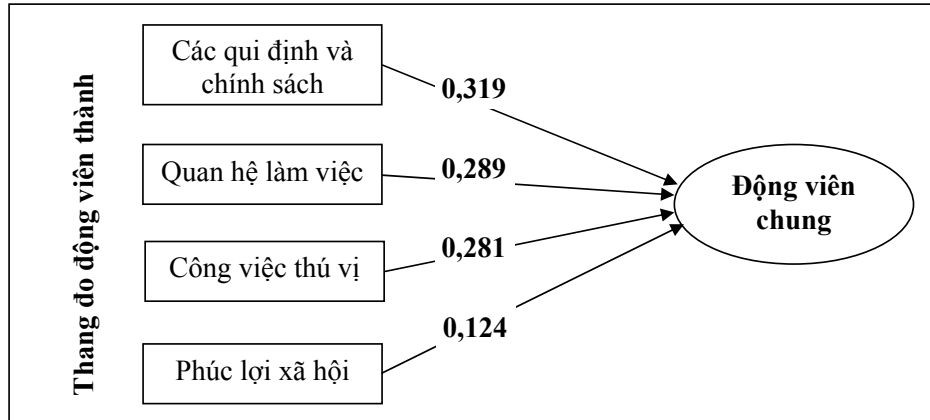 Thang đo động viên thành
Các qui định và
chính sách
0,319
Quan hệ làm việc
0,289
Động viên
chung
Công việc thú vị
0,281
0,124
Phúc lợi xã hội